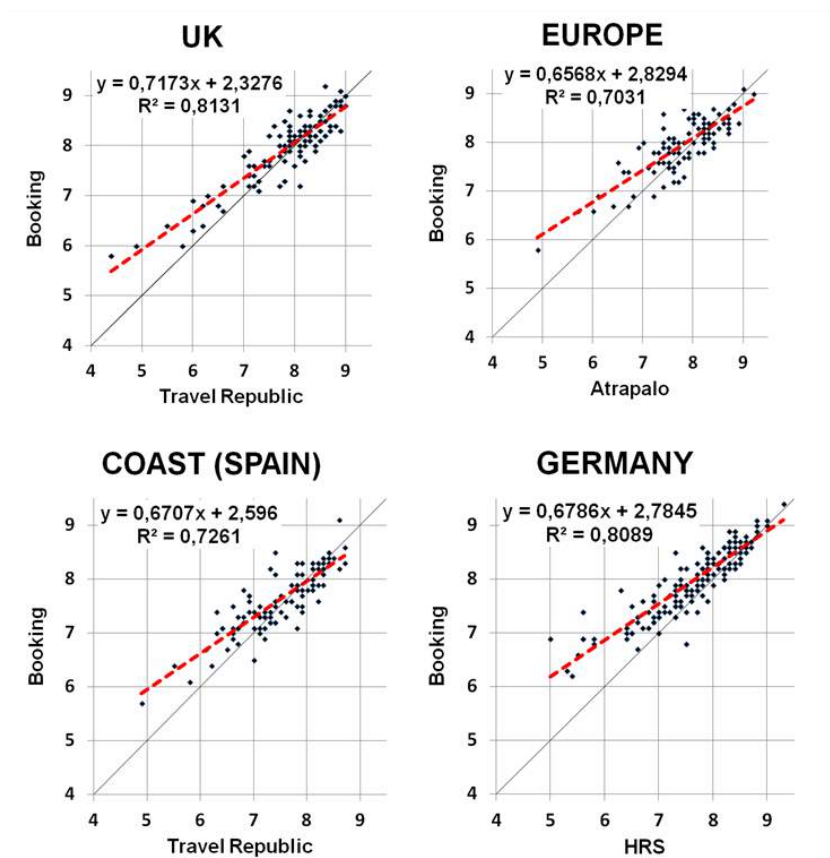 UK
y = 0,7173x + 2,3276
R² = 0,8131
9
8
7
6
5
4
Booking
4 5 6 7 8 9
Travel Republic
EUROPE
y = 0,6568x + 2,8294
R² = 0,7031
9
8
7
6
5
4
Booking
4 5 6 7 8 9
Atrapalo
COAST (SPAIN)
y = 0,6707x + 2,596
R² = 0,7261
9
8
7
6
5
4
Booking
4 5 6 7 8 9
Travel Republic
GERMANY
y = 0,6786x + 2,7845
R² = 0,8089
9
8
7
6
5
4
Booking
4 5 6 7 8 9
HRS